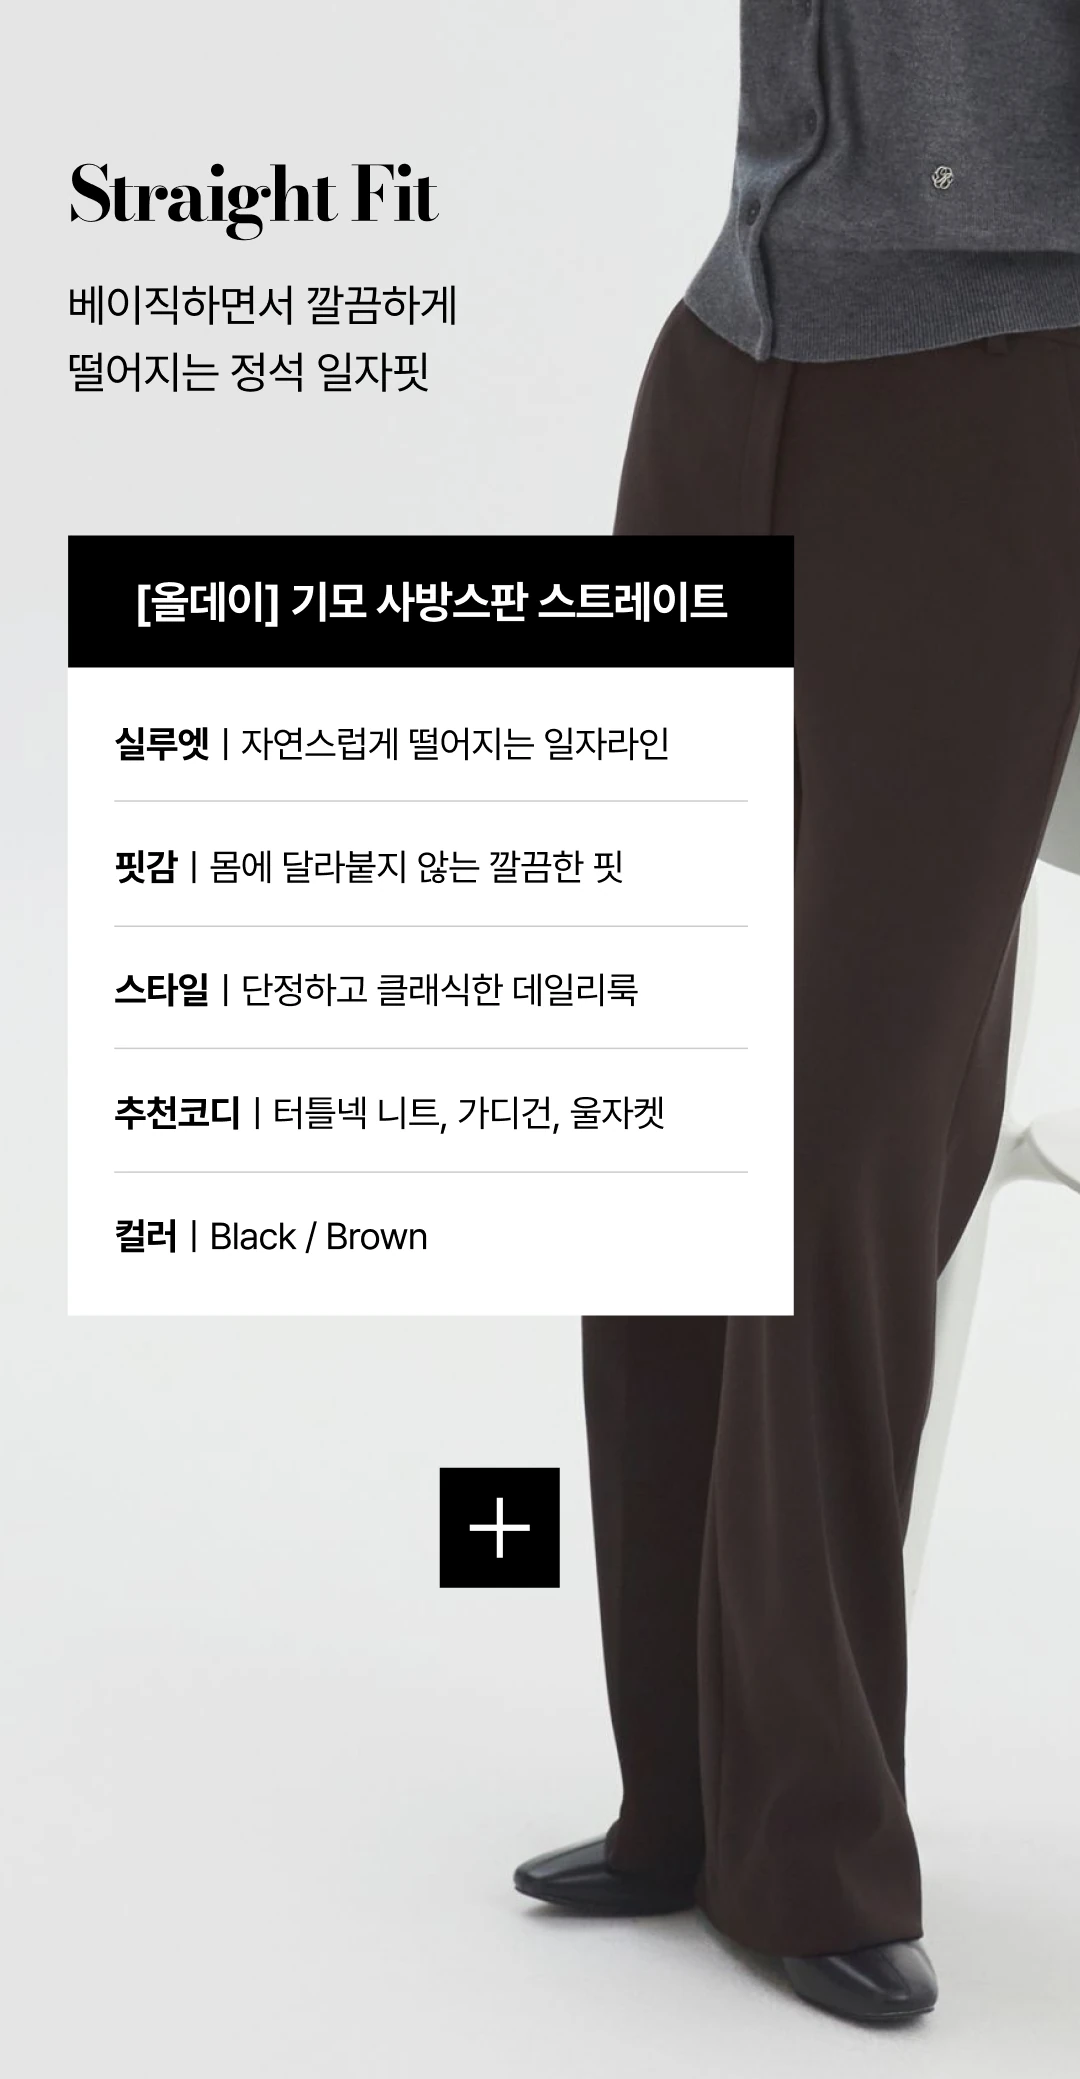 Straight Fit
베이직하면서 깔끔하게
떨어지는 정석 일자핏
[올데이] 기모 사방스판 스트레이트
실루엣 | 자연스럽게 떨어지는 일자라인
핏감 | 몸에 달라붙지 않는 깔끔한 핏
스타일 | 단정하고 클래식한 데일리룩
추천코디 | 터틀넥 니트, 가디건, 울자켓
컬러 | Black / Brown